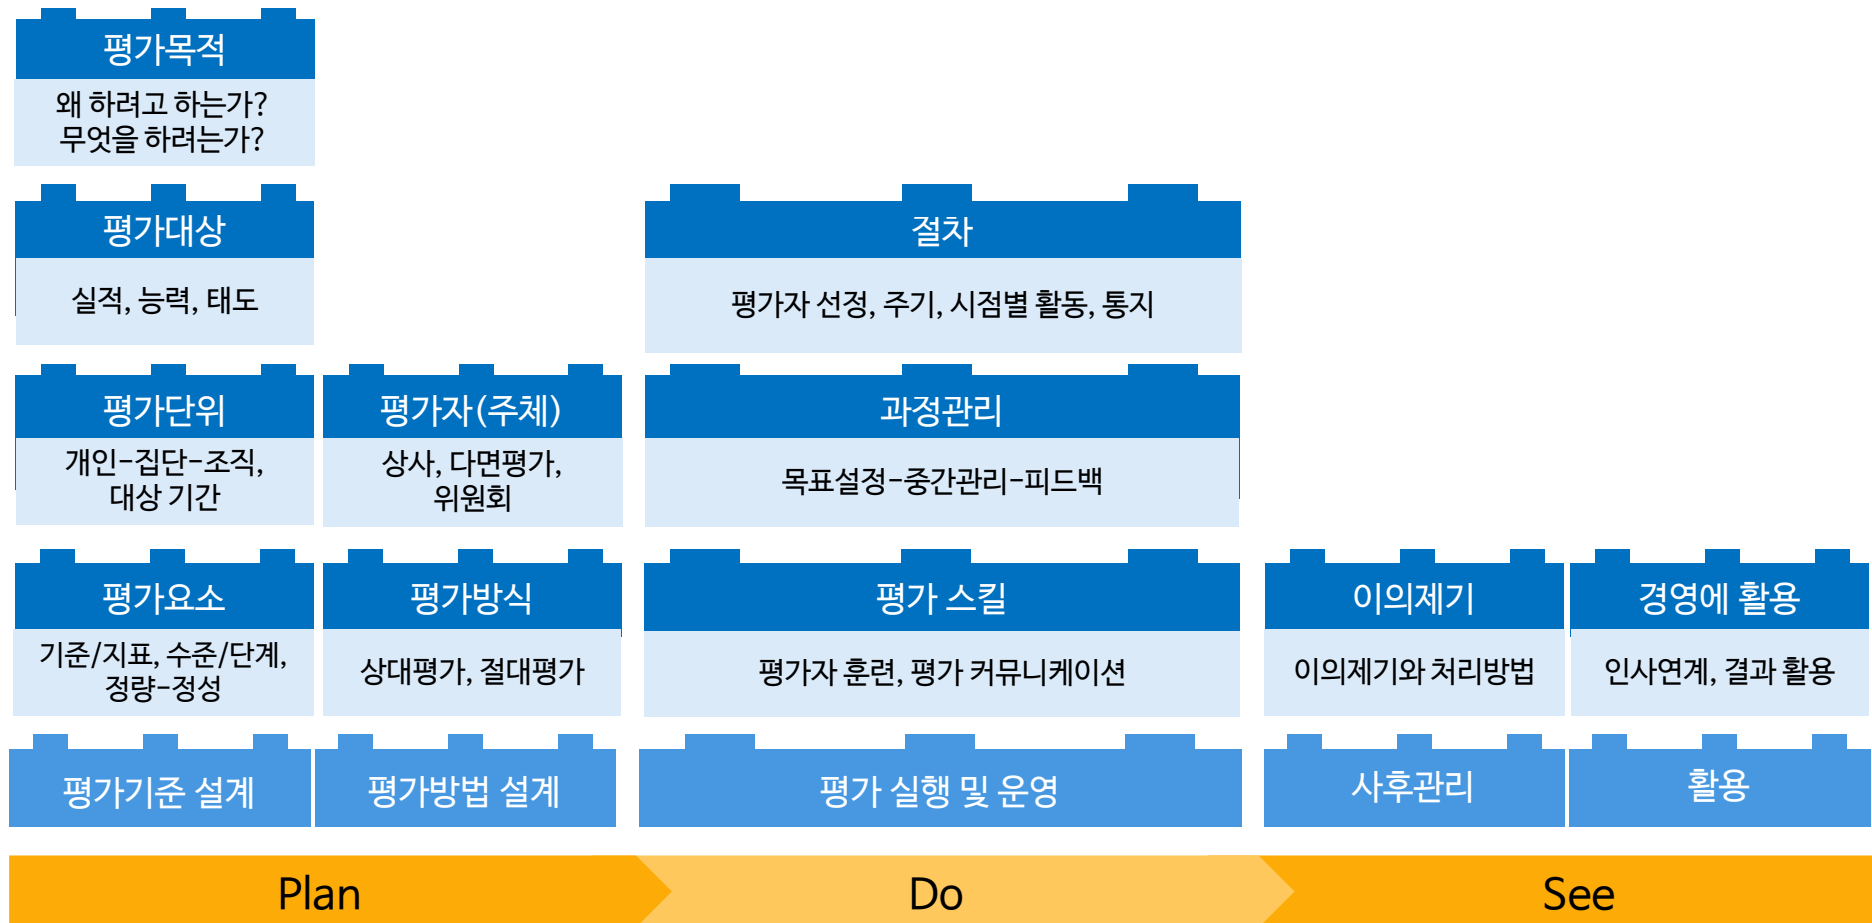 평가목적
왜 하려고 하는가?
무엇을 하려는가?
평가대상
실적, 능력, 태도
평가단위
개인-집단-조직,
대상 기간
평가요소
기준/지표, 수준/단계,
정량-정성
평가기준 설계
평가자(주체)
상사, 다면평가,
위원회
평가방식
상대평가, 절대평가
평가방법 설계
절차
평가자 선정, 주기, 시점별 활동, 통지
과정관리
목표설정-중간관리-피드백
평가 스킬
평가자 훈련, 평가 커뮤니케이션
평가 실행 및 운영
이의제기
이의제기와 처리방법
사후관리
경영에 활용
인사연계, 결과 활용
활용
Plan
Do
See